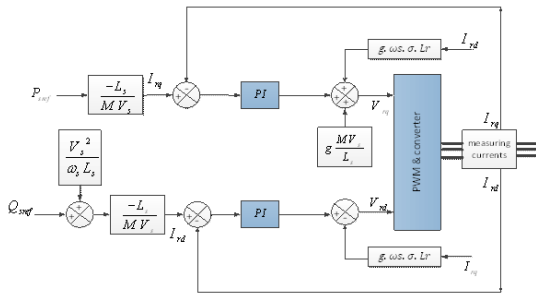 g. ωs. σ. Lr
I_rd
P_sref
-L_s
M V_s
I_rq
+
-
PI
+
+
+
V_rq
g MV_s
L_s
PWM & converter
I_rq
measuring
currents
I_rd
V_s²
ω_s L_s
Q_sref
+
+
-L_s
M V_s
I_rd
+
-
PI
+
-
V_rd
g. ωs. σ. Lr
I_rq